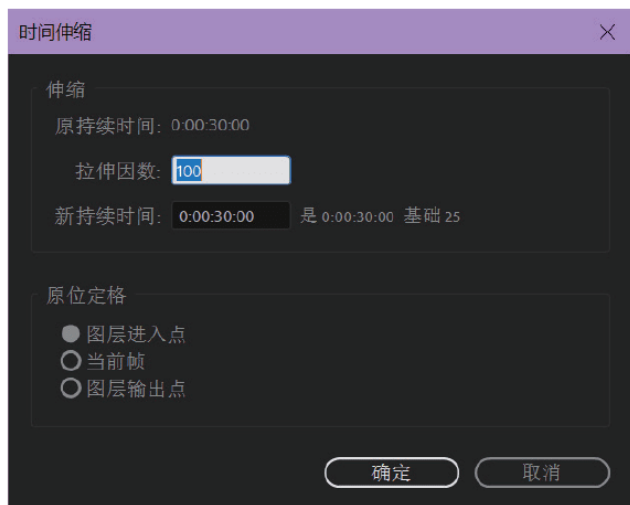 时间伸缩
伸缩
原持续时间: 0:00:30:00
拉伸因数: 100
新持续时间: 0:00:30:00 是 0:00:30:00 基础 25
原位定格
图层进入点
当前帧
图层输出点
确定 取消